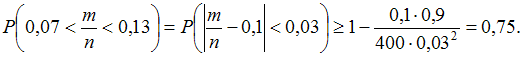 P(0,07 < m/n < 0,13) = P(|m/n − 0,1| < 0,03) ≥ 1 − (0,1·0,9)/(400·0,03²) = 0,75.